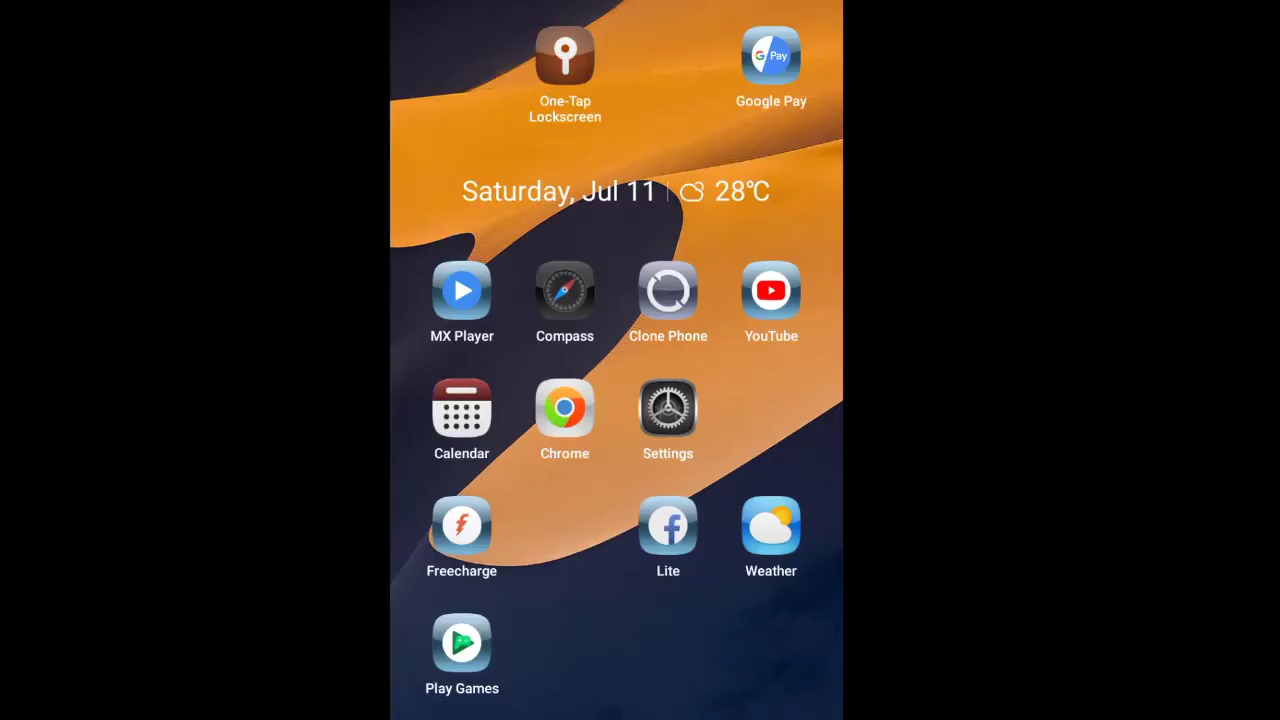 G Pay
One-Tap
Lockscreen
Google Pay
Saturday, Jul 11 28°C
MX Player
Compass
Clone Phone
YouTube
Calendar
Chrome
Settings
Freecharge
Lite
Weather
Play Games